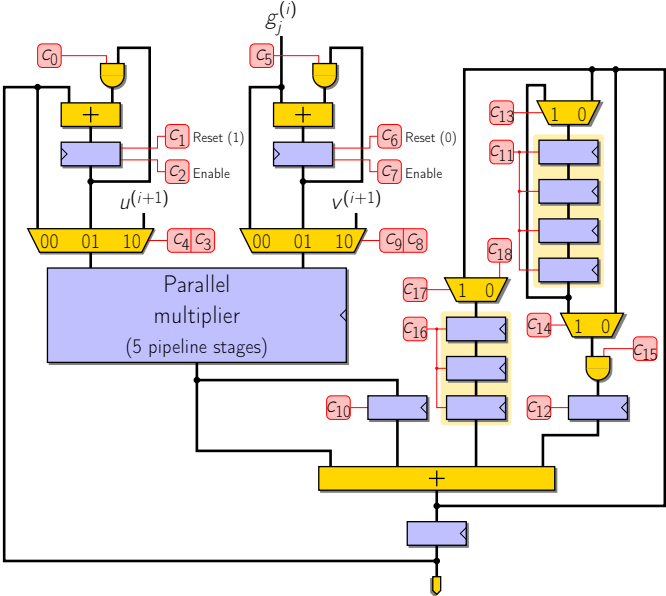 g_j^{(i)}
C_0
C_5
+
+
C_1 Reset (1)
C_2 Enable
C_6 Reset (0)
C_7 Enable
u^{(i+1)}
v^{(i+1)}
00 01 10
C_4 C_3
00 01 10
C_9 C_8
Parallel
multiplier
(5 pipeline stages)
C_13
1 0
C_11
C_18
C_17
1 0
C_16
C_14
1 0
C_15
C_10
C_12
+